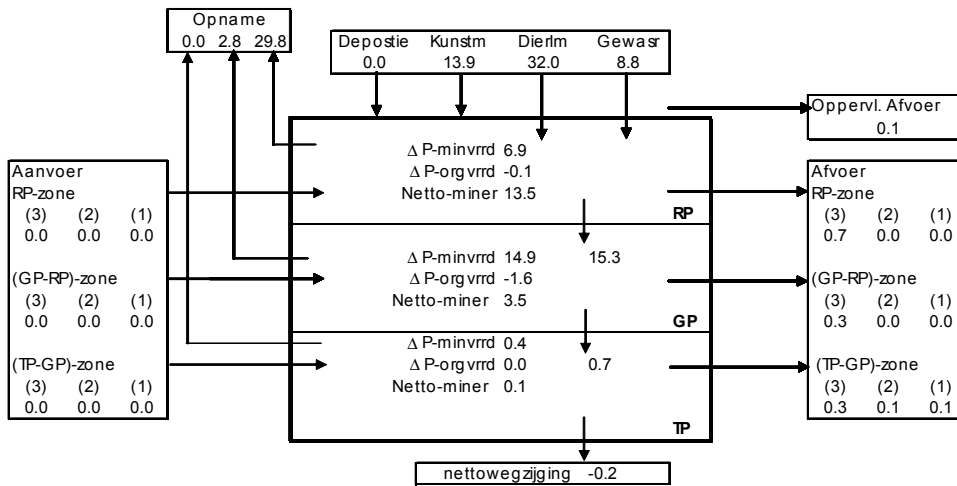 Opname
0.0 2.8 29.8
Depostie Kunstm Dierlm Gewasr
0.0 13.9 32.0 8.8
Oppervl. Afvoer
0.1
Aanvoer
RP-zone
(3) (2) (1)
0.0 0.0 0.0
(GP-RP)-zone
(3) (2) (1)
0.0 0.0 0.0
(TP-GP)-zone
(3) (2) (1)
0.0 0.0 0.0
Δ P-minvrrd 6.9
Δ P-orgvrrd -0.1
Netto-miner 13.5
RP
Δ P-minvrrd 14.9 15.3
Δ P-orgvrrd -1.6
Netto-miner 3.5
GP
Δ P-minvrrd 0.4
Δ P-orgvrrd 0.0 0.7
Netto-miner 0.1
TP
Afvoer
RP-zone
(3) (2) (1)
0.7 0.0 0.0
(GP-RP)-zone
(3) (2) (1)
0.3 0.0 0.0
(TP-GP)-zone
(3) (2) (1)
0.3 0.1 0.1
nettowegzijging -0.2